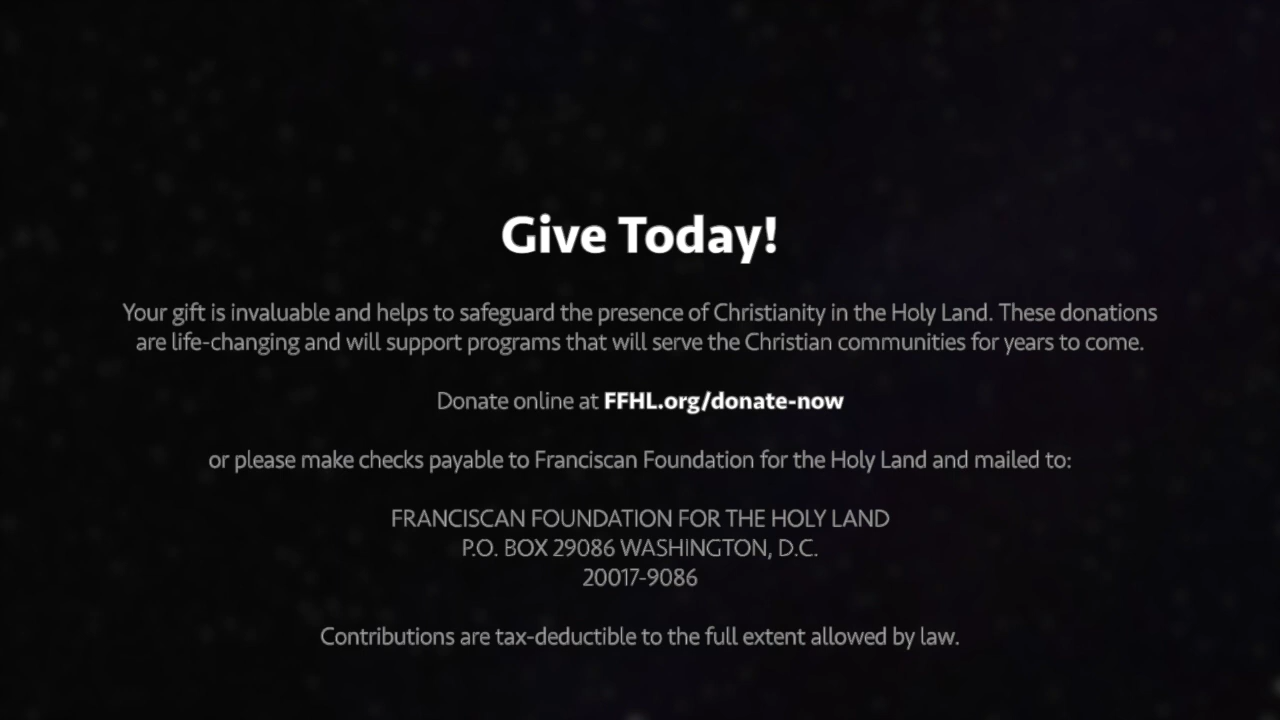 Give Today!
Your gift is invaluable and helps to safeguard the presence of Christianity in the Holy Land. These donations
are life-changing and will support programs that will serve the Christian communities for years to come.
Donate online at FFHL.org/donate-now
or please make checks payable to Franciscan Foundation for the Holy Land and mailed to:
FRANCISCAN FOUNDATION FOR THE HOLY LAND
P.O. BOX 29086 WASHINGTON, D.C.
20017-9086
Contributions are tax-deductible to the full extent allowed by law.